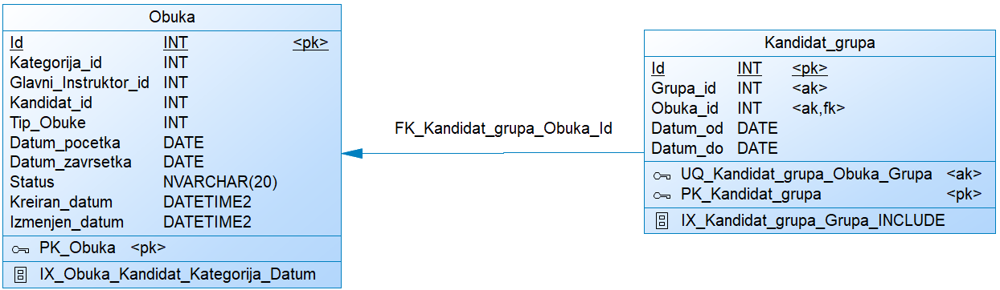 Obuka
Id INT <pk>
Kategorija_id INT
Glavni_Instruktor_id INT
Kandidat_id INT
Tip_Obuke INT
Datum_pocetka DATE
Datum_zavrsetka DATE
Status NVARCHAR(20)
Kreiran_datum DATETIME2
Izmenjen_datum DATETIME2
PK_Obuka <pk>
IX_Obuka_Kandidat_Kategorija_Datum
FK_Kandidat_grupa_Obuka_Id
Kandidat_grupa
Id INT <pk>
Grupa_id INT <ak>
Obuka_id INT <ak,fk>
Datum_od DATE
Datum_do DATE
UQ_Kandidat_grupa_Obuka_Grupa <ak>
PK_Kandidat_grupa <pk>
IX_Kandidat_grupa_Grupa_INCLUDE